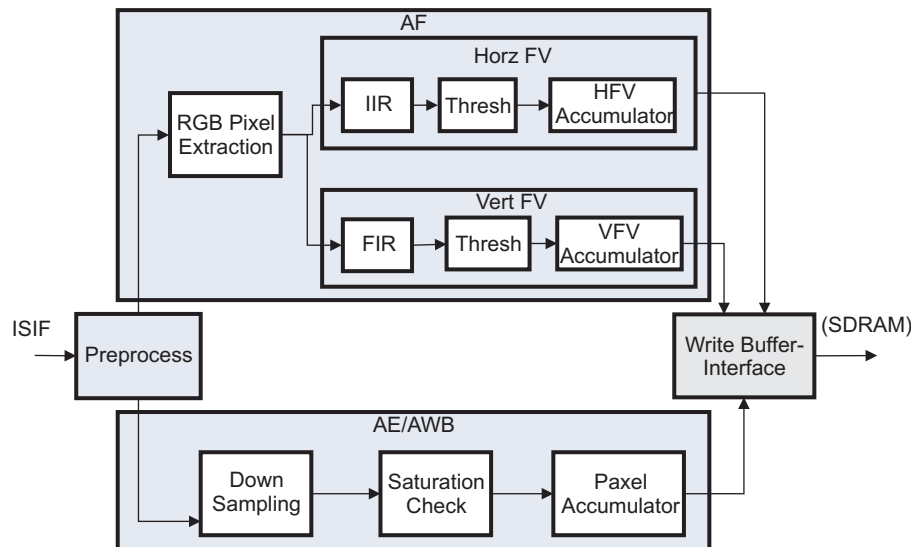 AF
Horz FV
RGB Pixel
Extraction
IIR
Thresh
HFV
Accumulator
Vert FV
FIR
Thresh
VFV
Accumulator
ISIF
Preprocess
Write Buffer-
Interface
(SDRAM)
AE/AWB
Down
Sampling
Saturation
Check
Paxel
Accumulator